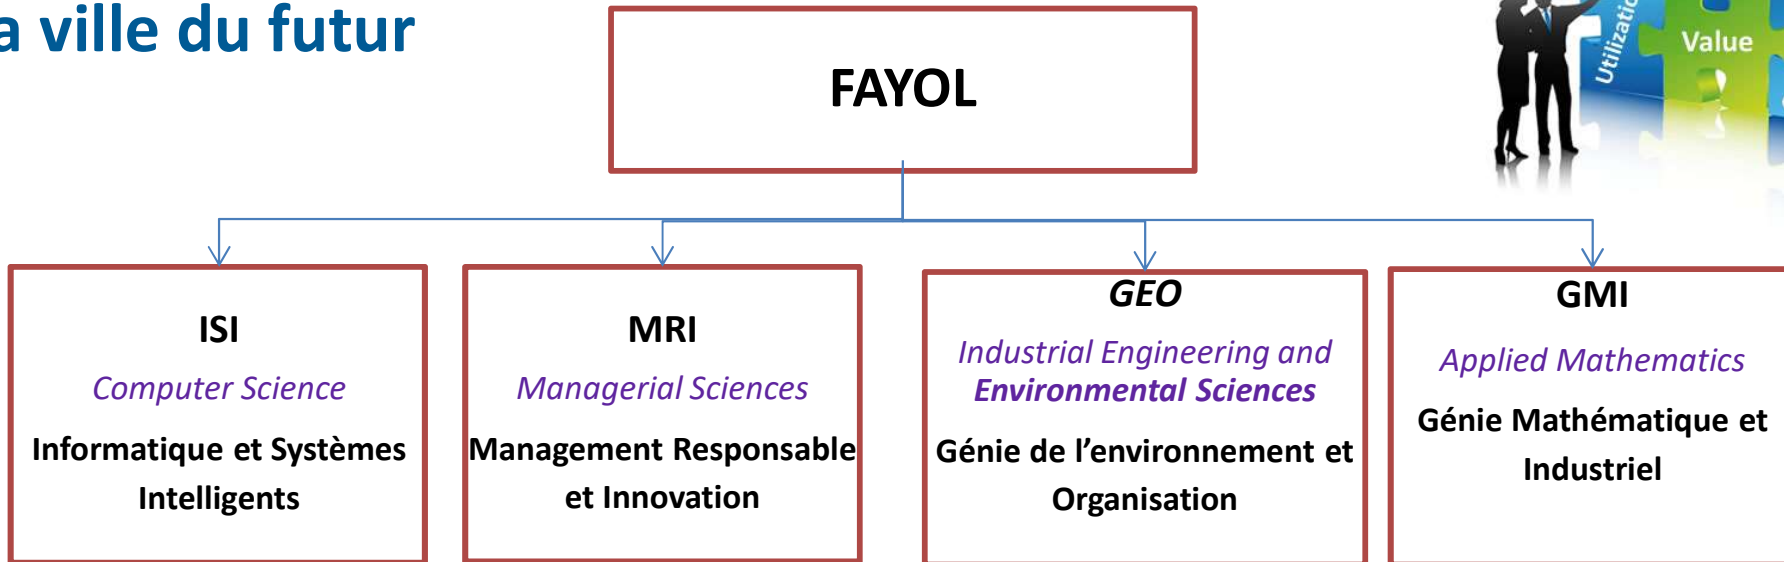 a ville du futur
FAYOL
Utilizatio
Value
ISI
Computer Science
Informatique et Systèmes
Intelligents
MRI
Managerial Sciences
Management Responsable
et Innovation
GEO
Industrial Engineering and
Environmental Sciences
Génie de l’environnement et
Organisation
GMI
Applied Mathematics
Génie Mathématique et
Industriel